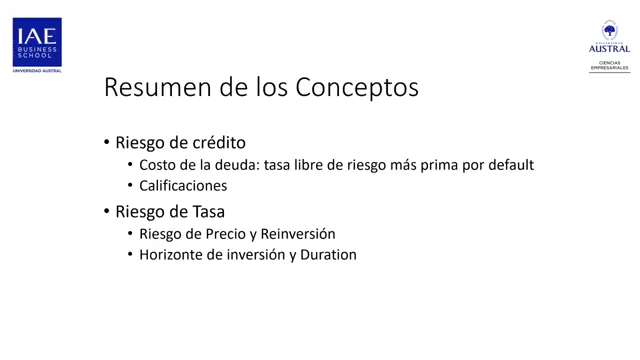 IAE
BUSINESS
SCHOOL
UNIVERSIDAD AUSTRAL
UNIVERSIDAD
AUSTRAL
CIENCIAS
EMPRESARIALES
Resumen de los Conceptos
• Riesgo de crédito
• Costo de la deuda: tasa libre de riesgo más prima por default
• Calificaciones
• Riesgo de Tasa
• Riesgo de Precio y Reinversión
• Horizonte de inversión y Duration